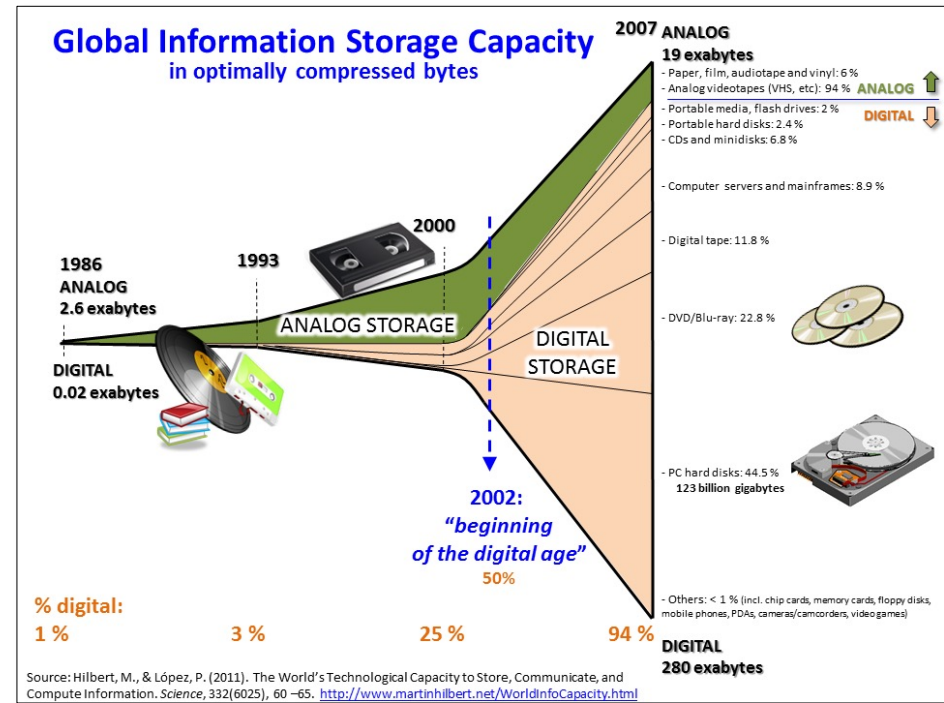 Global Information Storage Capacity
in optimally compressed bytes
2007 ANALOG
19 exabytes
- Paper, film, audiotape and vinyl: 6 %
- Analog videotapes (VHS, etc): 94 %
ANALOG
- Portable media, flash drives: 2 %
DIGITAL
- Portable hard disks: 2.4 %
- CDs and minidisks: 6.8 %
- Computer servers and mainframes: 8.9 %
- Digital tape: 11.8 %
- DVD/Blu-ray: 22.8 %
- PC hard disks: 44.5 %
123 billion gigabytes
- Others: < 1 % (incl. chip cards, memory cards, floppy disks,
mobile phones, PDAs, cameras/camcorders, video games)
DIGITAL
280 exabytes
1986
ANALOG
2.6 exabytes
DIGITAL
0.02 exabytes
1993
2000
ANALOG STORAGE
DIGITAL
STORAGE
2002:
“beginning
of the digital age”
50%
% digital:
1 %
3 %
25 %
94 %
Source: Hilbert, M., & López, P. (2011). The World’s Technological Capacity to Store, Communicate, and
Compute Information. Science, 332(6025), 60 –65. http://www.martinhilbert.net/WorldInfoCapacity.html